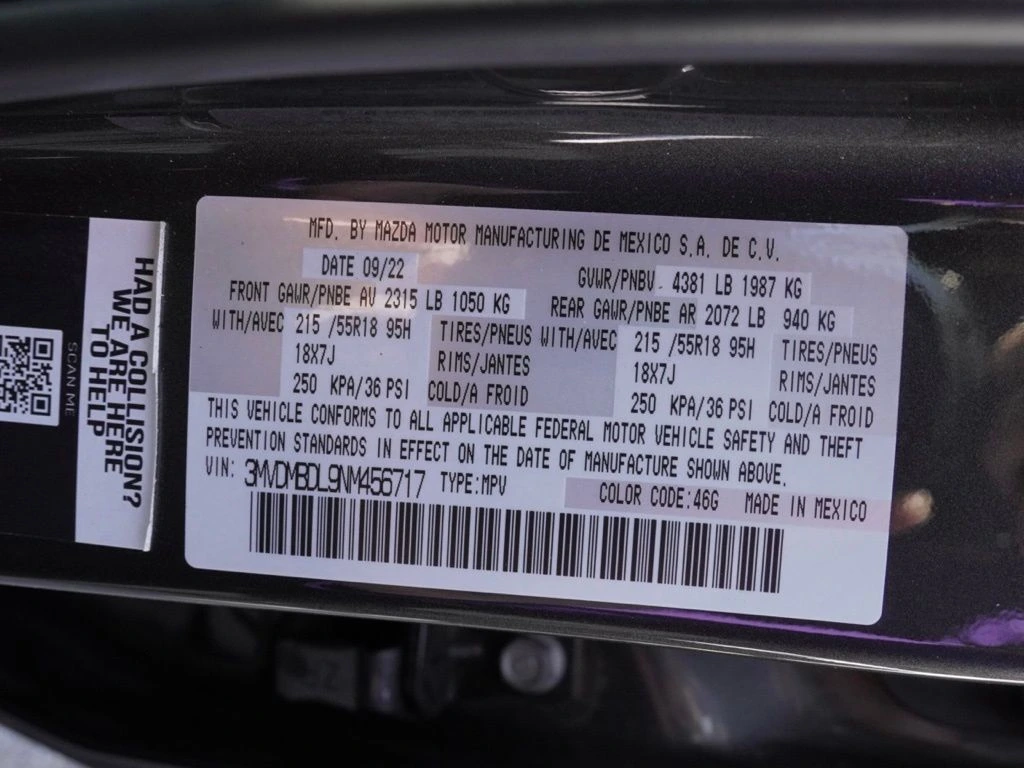 MFD. BY MAZDA MOTOR MANUFACTURING DE MEXICO S.A. DE C.V.
DATE 09/22 GVWR/PNBV- 4381 LB 1987 KG
FRONT GAWR/PNBE AV 2315 LB 1050 KG REAR GAWR/PNBE AR 2072 LB 940 KG
WITH/AVEC 215 /55R18 95H TIRES/PNEUS WITH/AVEC 215 /55R18 95H TIRES/PNEUS
18X7J RIMS/JANTES 18X7J RIMS/JANTES
250 KPA/36 PSI COLD/A FROID 250 KPA/36 PSI COLD/A FROID
THIS VEHICLE CONFORMS TO ALL APPLICABLE FEDERAL MOTOR VEHICLE SAFETY AND THEFT
PREVENTION STANDARDS IN EFFECT ON THE DATE OF MANUFACTURE SHOWN ABOVE.
VIN: 3MVDMBDL9NM456717 TYPE:MPV COLOR CODE:46G MADE IN MEXICO
HAD A COLLISION?
WE ARE HERE
TO HELP
SCAN ME